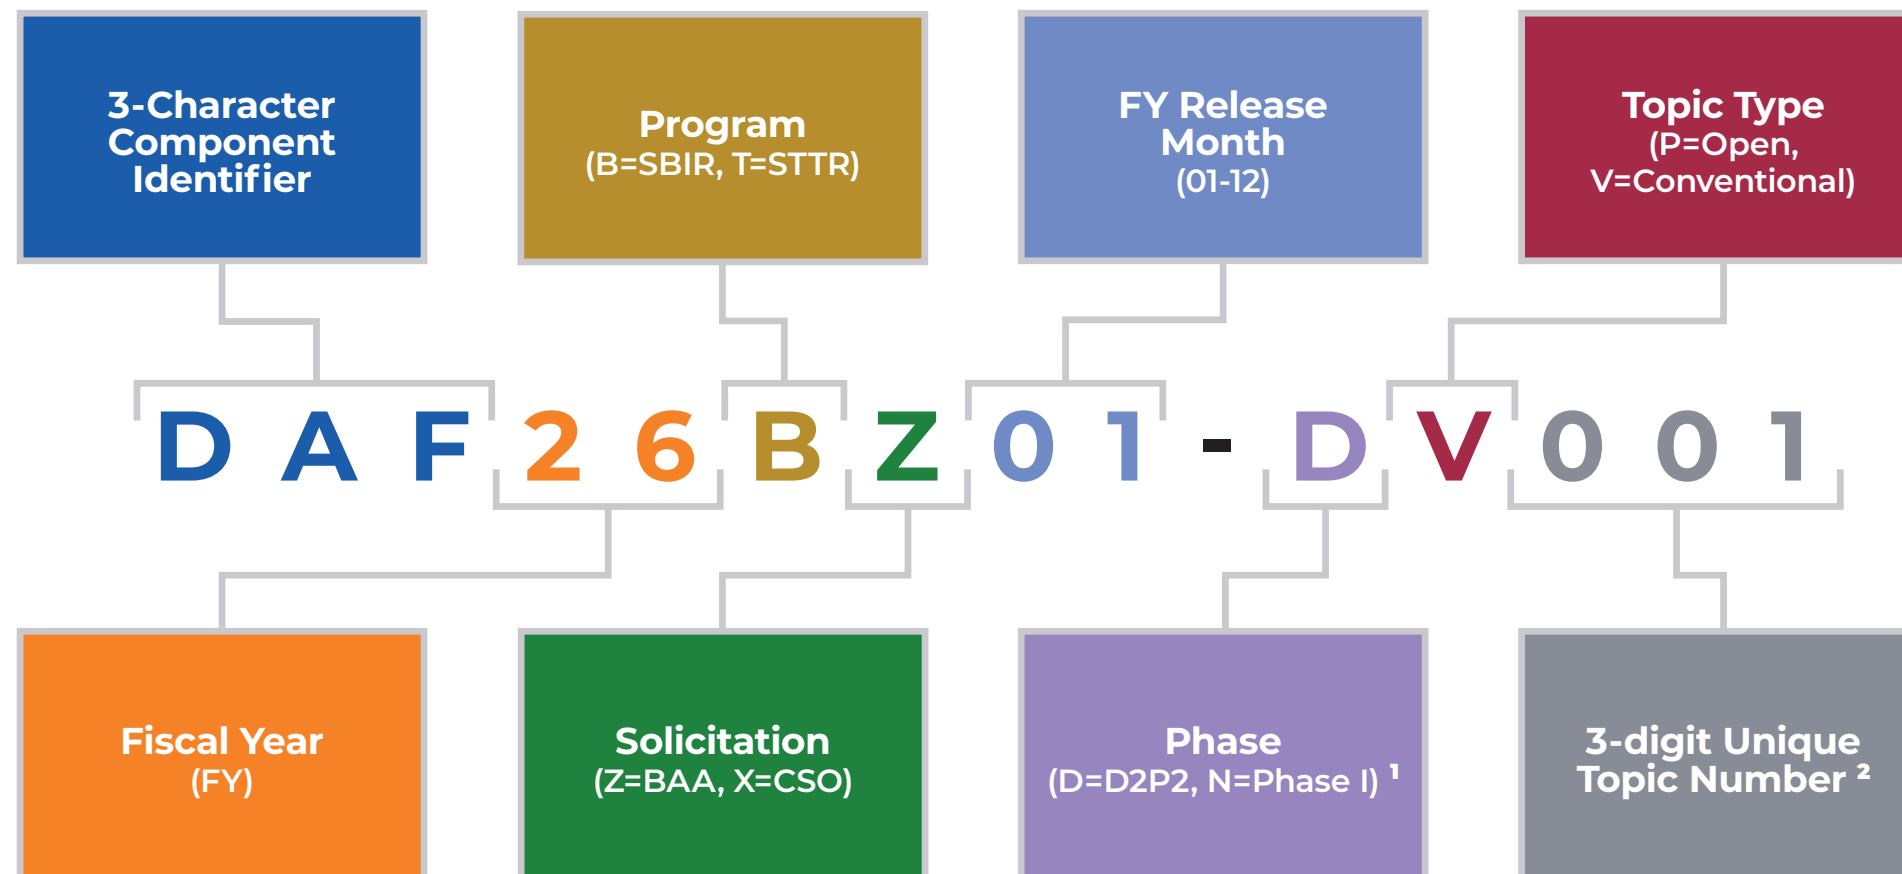 3-Character
Component
Identifier
Program
(B=SBIR, T=STTR)
FY Release
Month
(01-12)
Topic Type
(P=Open,
V=Conventional)
D A F 2 6 B Z 0 1 - D V 0 0 1
Fiscal Year
(FY)
Solicitation
(Z=BAA, X=CSO)
Phase
(D=D2P2, N=Phase I) ¹
3-digit Unique
Topic Number ²